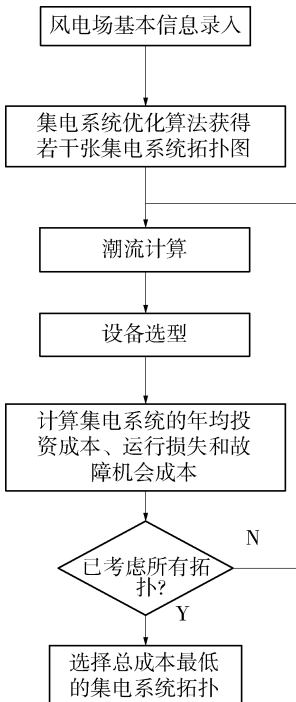 风电场基本信息录入
集电系统优化算法获得
若干张集电系统拓扑图
潮流计算
设备选型
计算集电系统的年均投
资成本、运行损失和故
障机会成本
已考虑所有拓
扑?
N
Y
选择总成本最低
的集电系统拓扑